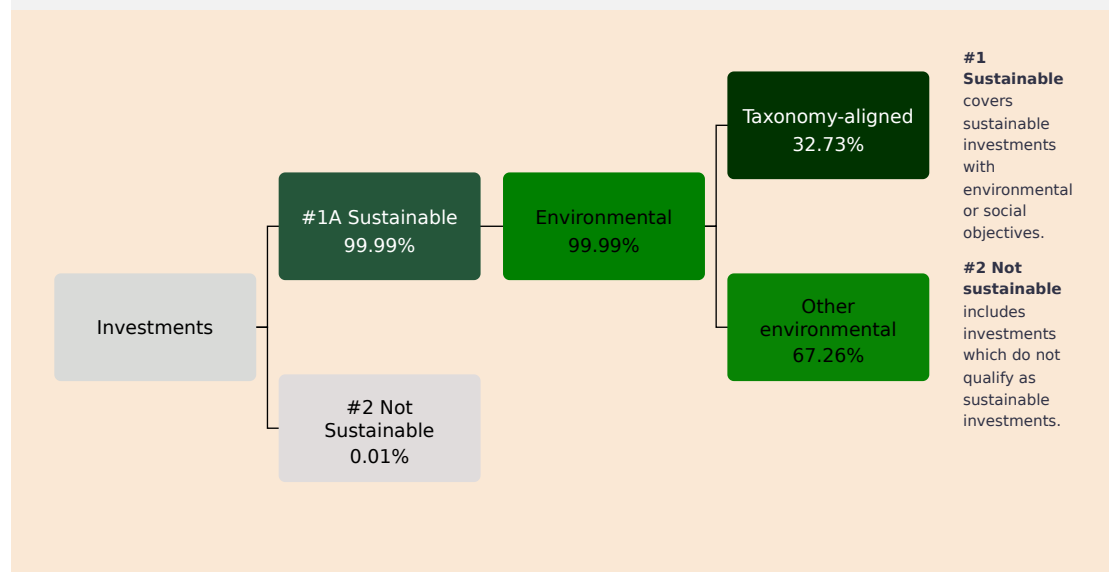 Investments
#1A Sustainable
99.99%
#2 Not
Sustainable
0.01%
Environmental
99.99%
Taxonomy-aligned
32.73%
Other
environmental
67.26%
#1
Sustainable
covers
sustainable
investments
with
environmental
or social
objectives.
#2 Not
sustainable
includes
investments
which do not
qualify as
sustainable
investments.